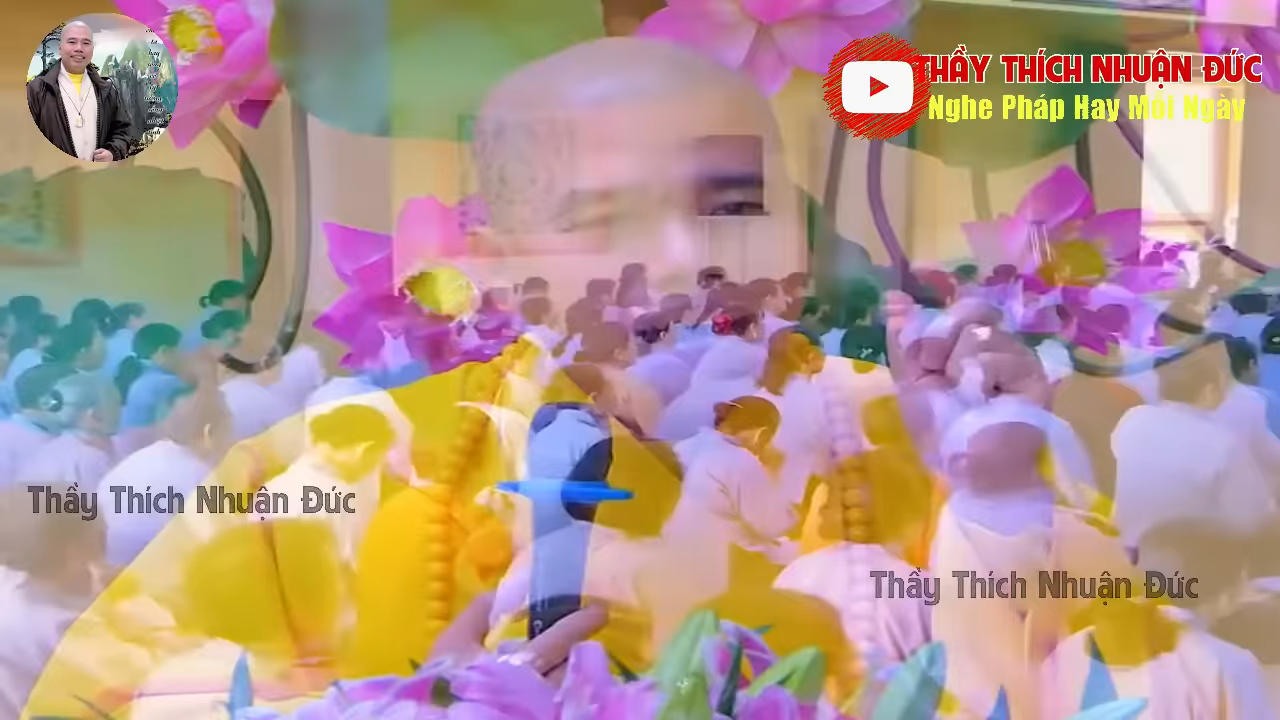 THẦY THÍCH NHUẬN ĐỨC
Nghe Pháp Hay Mỗi Ngày
Thầy Thích Nhuận Đức
Thầy Thích Nhuận Đức